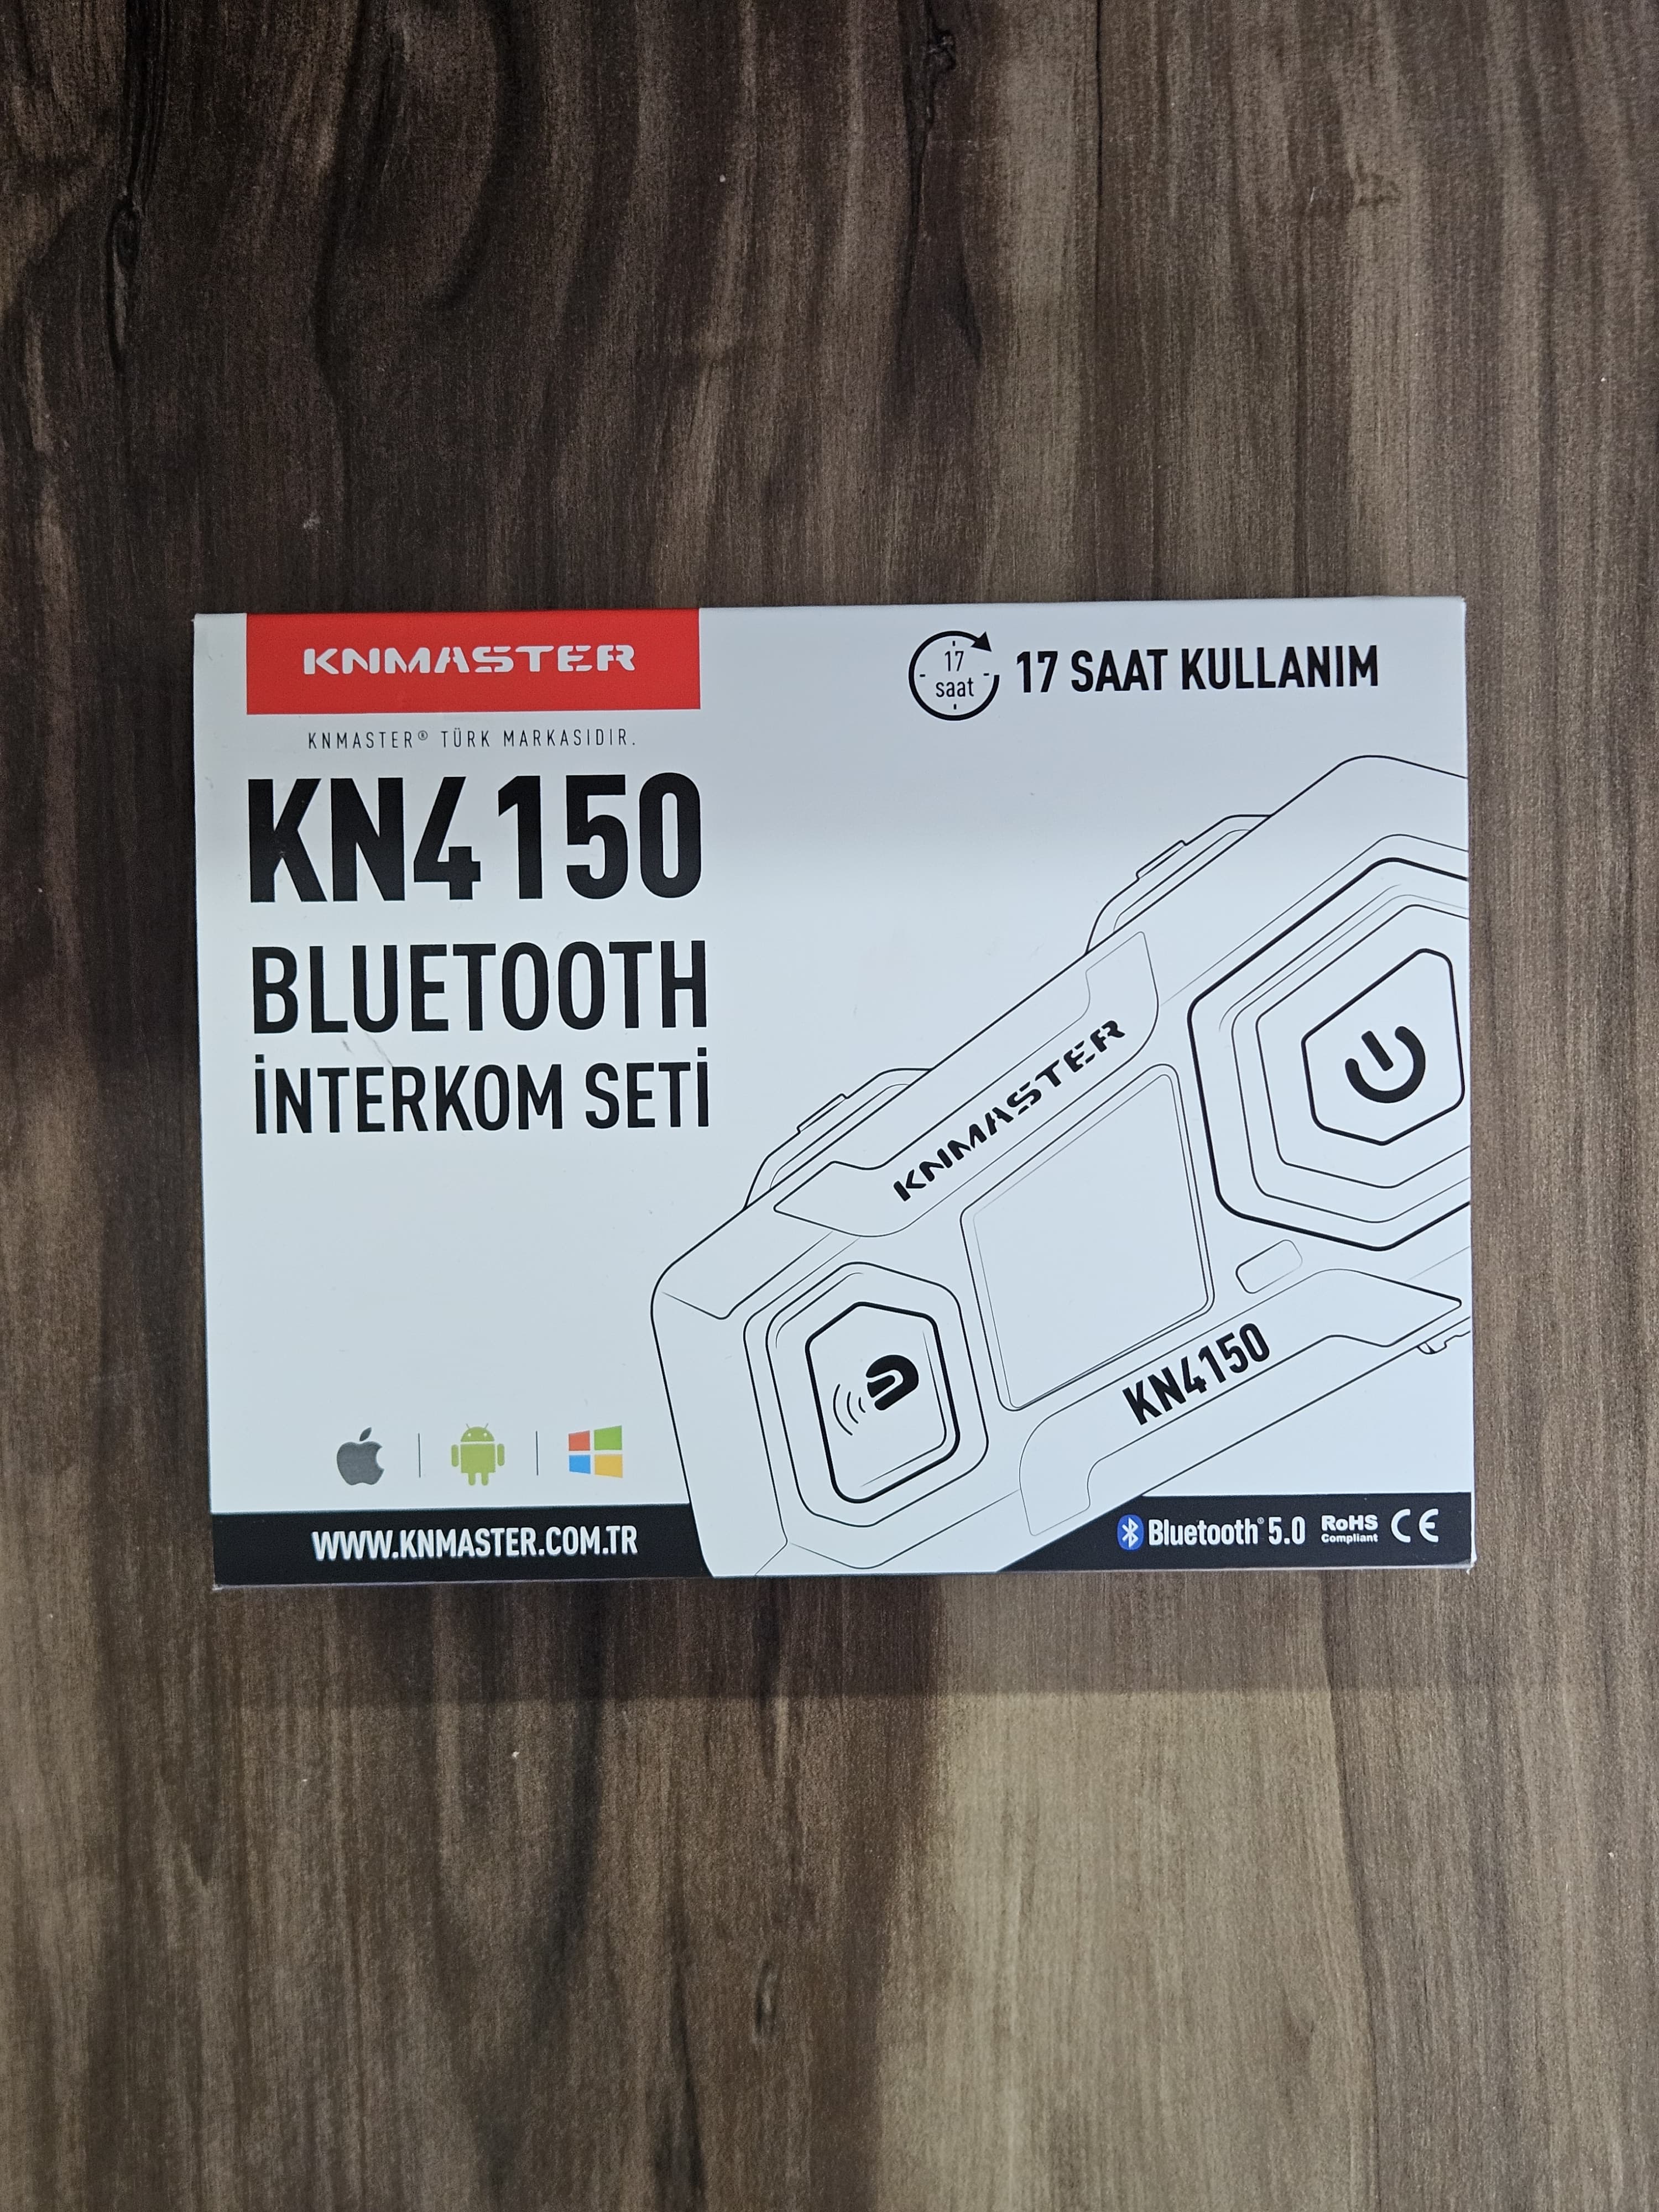 KNMASTER
KNMASTER® TÜRK MARKASIDIR.
17
saat
17 SAAT KULLANIM
KN4150
BLUETOOTH
İNTERKOM SETİ
KNMASTER
KN4150
WWW.KNMASTER.COM.TR
Bluetooth® 5.0
RoHS
Compliant
CE